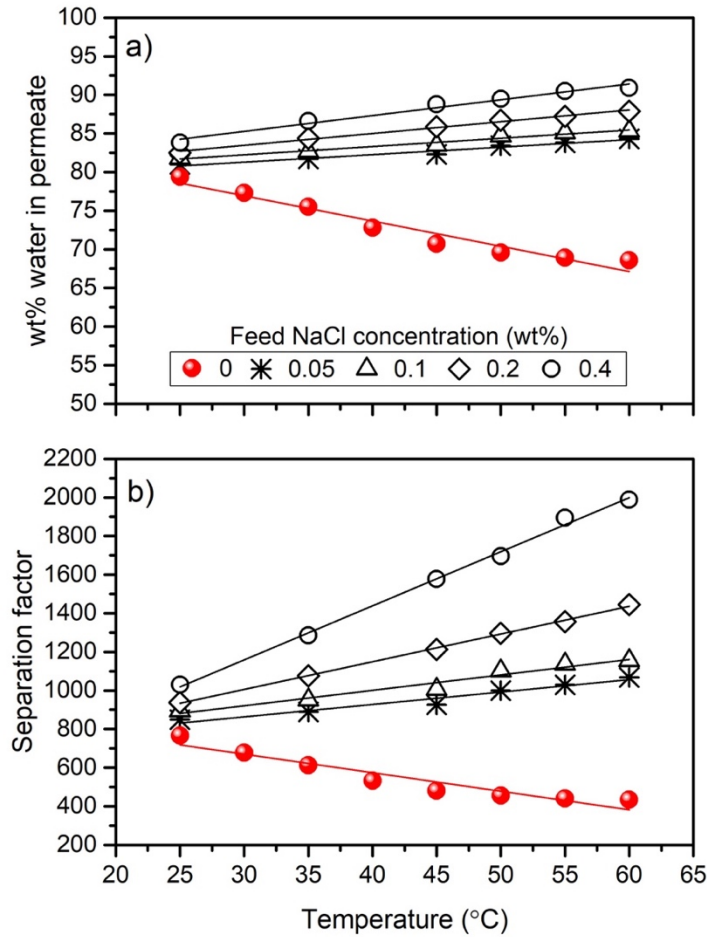 100
95
90
85
80
75
70
65
60
55
50
wt% water in permeate
a)
Feed NaCl concentration (wt%)
0 0.05 0.1 0.2 0.4
2200
2000
1800
1600
1400
1200
1000
800
600
400
200
Separation factor
b)
20 25 30 35 40 45 50 55 60 65
Temperature (°C)